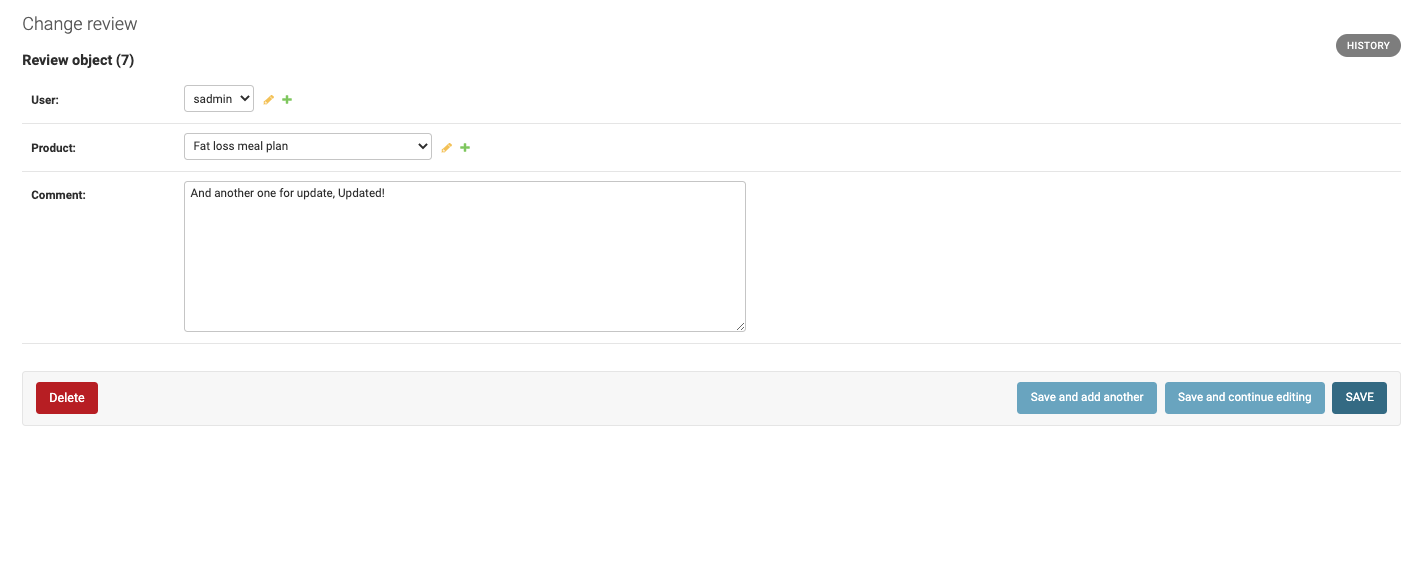 Change review
HISTORY
Review object (7)
User:
sadmin
Product:
Fat loss meal plan
Comment:
And another one for update, Updated!
Delete
Save and add another
Save and continue editing
SAVE